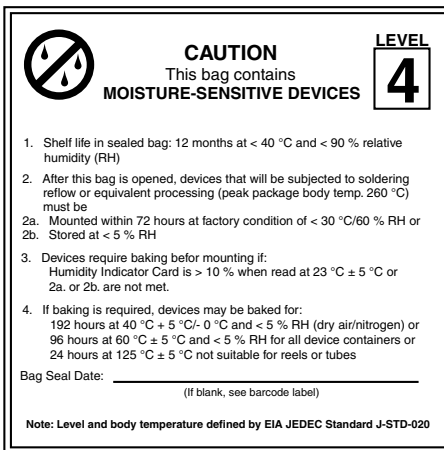 LEVEL
CAUTION
This bag contains
MOISTURE-SENSITIVE DEVICES
4
1. Shelf life in sealed bag: 12 months at < 40 °C and < 90 % relative
humidity (RH)
2. After this bag is opened, devices that will be subjected to soldering
reflow or equivalent processing (peak package body temp. 260 °C)
must be
2a. Mounted within 72 hours at factory condition of < 30 °C/60 % RH or
2b. Stored at < 5 % RH
3. Devices require baking befor mounting if:
Humidity Indicator Card is > 10 % when read at 23 °C ± 5 °C or
2a. or 2b. are not met.
4. If baking is required, devices may be baked for:
192 hours at 40 °C + 5 °C/- 0 °C and < 5 % RH (dry air/nitrogen) or
96 hours at 60 °C ± 5 °C and < 5 % RH for all device containers or
24 hours at 125 °C ± 5 °C not suitable for reels or tubes
Bag Seal Date:
(If blank, see barcode label)
Note: Level and body temperature defined by EIA JEDEC Standard J-STD-020